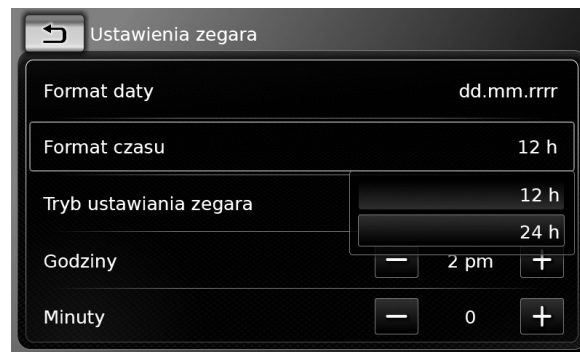 Ustawienia zegara
Format daty dd.mm.rrrr
Format czasu 12 h
12 h
Tryb ustawiania zegara
24 h
Godziny 2 pm
Minuty 0